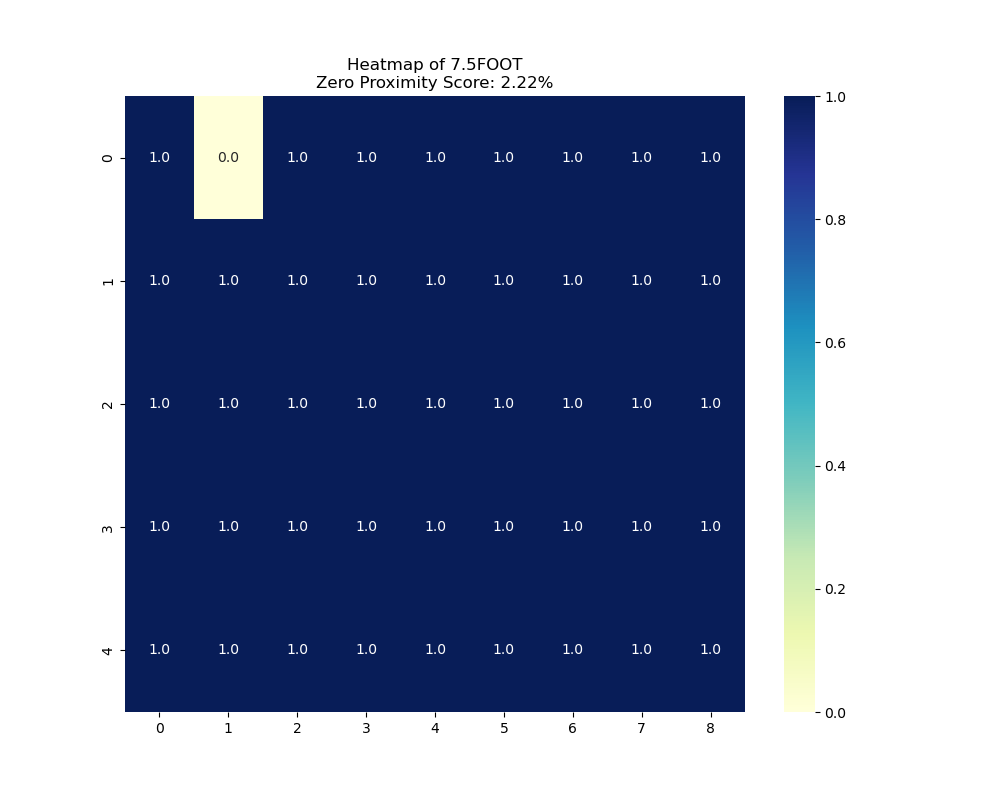 Heatmap of 7.5FOOT
Zero Proximity Score: 2.22%
0 1.0 0.0 1.0 1.0 1.0 1.0 1.0 1.0 1.0
1 1.0 1.0 1.0 1.0 1.0 1.0 1.0 1.0 1.0
2 1.0 1.0 1.0 1.0 1.0 1.0 1.0 1.0 1.0
3 1.0 1.0 1.0 1.0 1.0 1.0 1.0 1.0 1.0
4 1.0 1.0 1.0 1.0 1.0 1.0 1.0 1.0 1.0
0 1 2 3 4 5 6 7 8
1.0
0.8
0.6
0.4
0.2
0.0